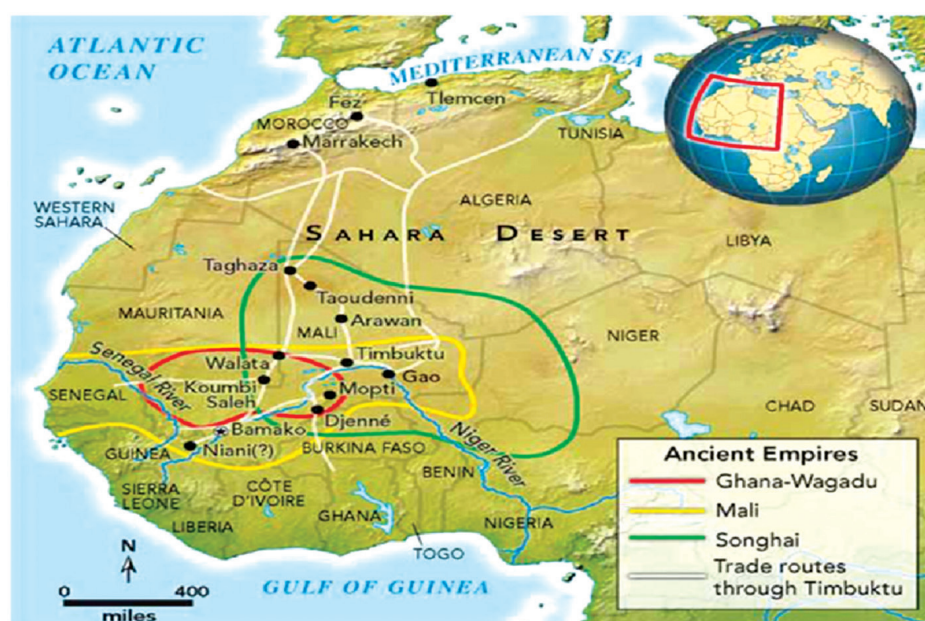 ATLANTIC
OCEAN
MEDITERRANEAN SEA
Tlemcen
Fez
MOROCCO
Marrakech
TUNISIA
WESTERN
SAHARA
ALGERIA
SAHARA DESERT
LIBYA
Taghaza
Taoudenni
MAURITANIA
Arawan
MALI
NIGER
Senegal River
Walata
Timbuktu
Koumbi
Saleh
Gao
SENEGAL
Mopti
Djenné
CHAD
SUDAN
Bamako
Niger River
GUINEA
Niani(?)
BURKINA FASO
BENIN
SIERRA
LEONE
CÔTE
D'IVOIRE
GHANA
NIGERIA
LIBERIA
TOGO
GULF OF GUINEA
N
0 400
miles
Ancient Empires
Ghana-Wagadu
Mali
Songhai
Trade routes
through Timbuktu